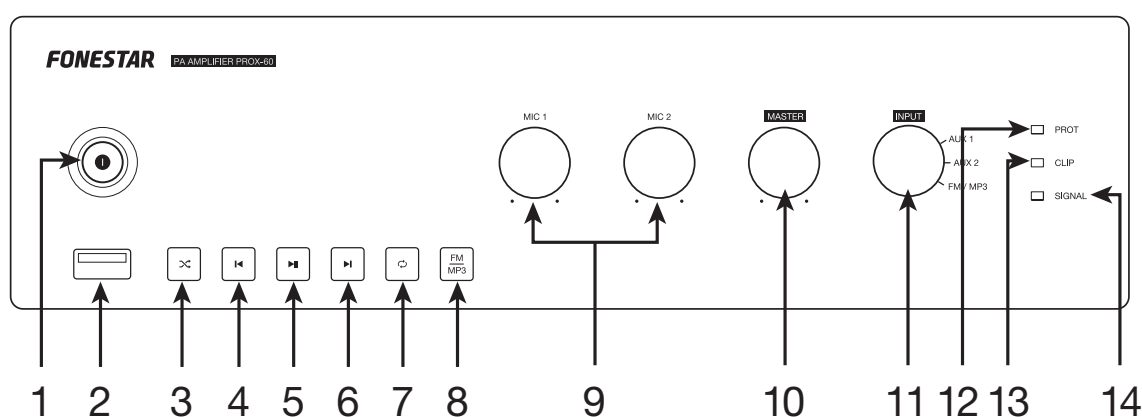 FONESTAR PA AMPLIFIER PROX-60
MIC 1 MIC 2 MASTER INPUT
AUX 1
AUX 2
FM / MP3
PROT
CLIP
SIGNAL
FM
MP3
1 2 3 4 5 6 7 8 9 10 11 12 13 14